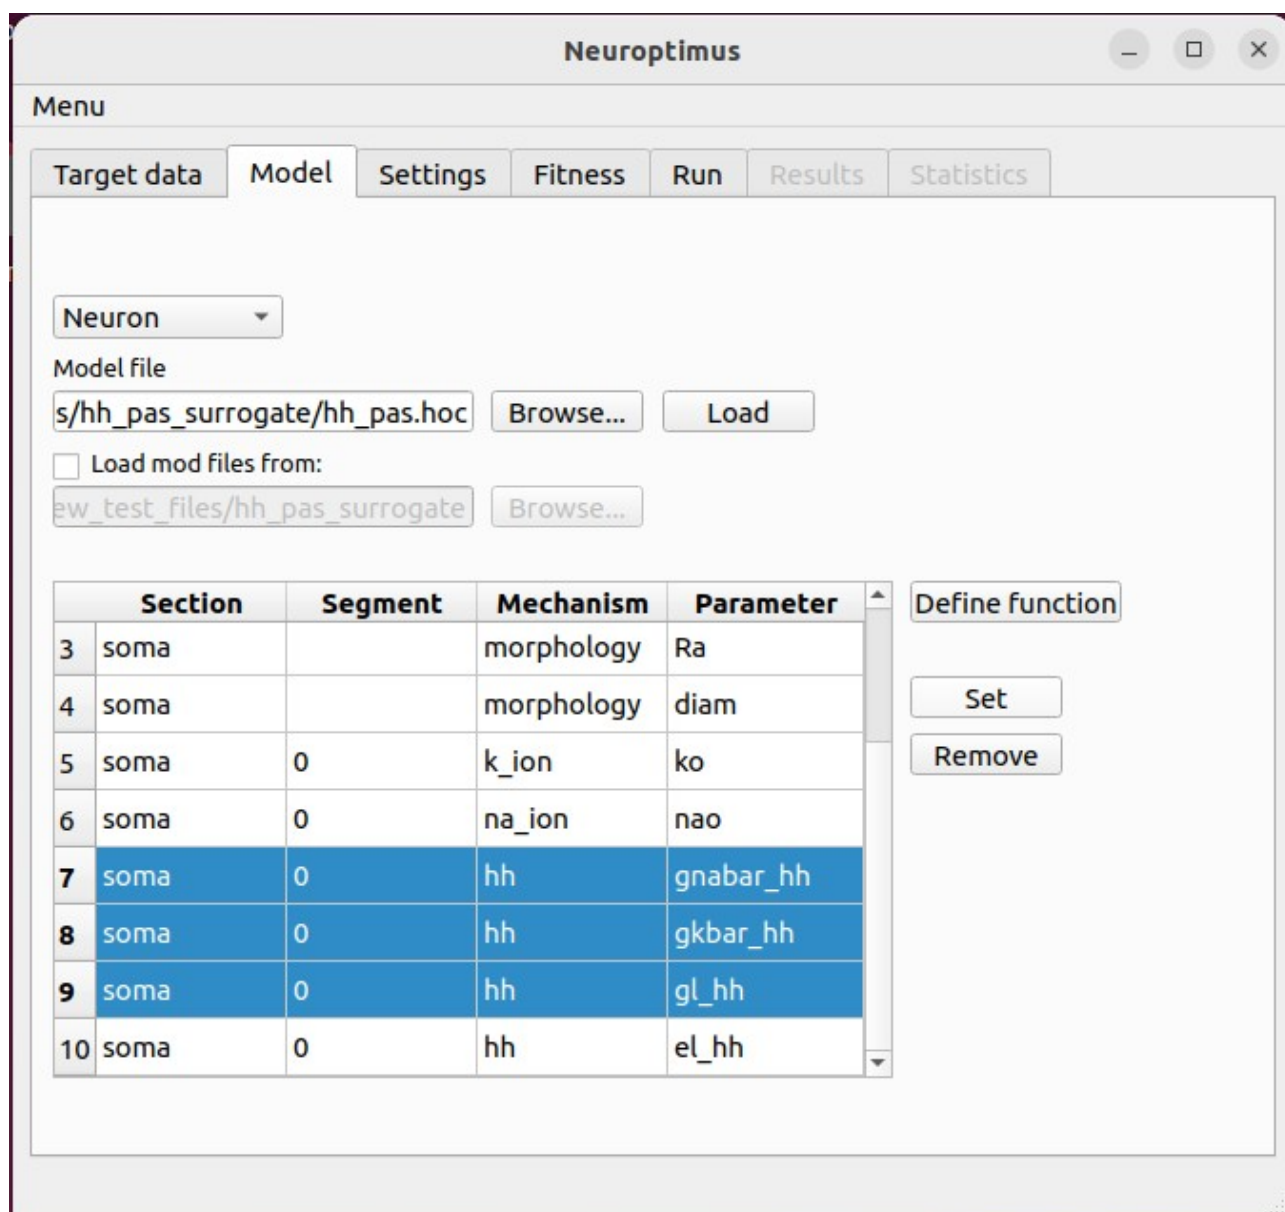 Neuroptimus
Menu
Target data Model Settings Fitness Run Results Statistics
Neuron
Model file
s/hh_pas_surrogate/hh_pas.hoc Browse... Load
Load mod files from:
ew_test_files/hh_pas_surrogate Browse...
Section Segment Mechanism Parameter Define function
3 soma morphology Ra
4 soma morphology diam Set
5 soma 0 k_ion ko Remove
6 soma 0 na_ion nao
7 soma 0 hh gnabar_hh
8 soma 0 hh gkbar_hh
9 soma 0 hh gl_hh
10 soma 0 hh el_hh